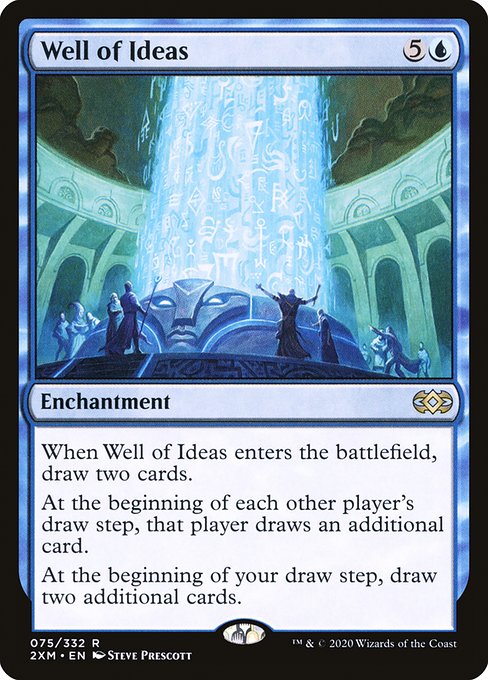 Well of Ideas 5
Enchantment
When Well of Ideas enters the battlefield,
draw two cards.
At the beginning of each other player's
draw step, that player draws an additional
card.
At the beginning of your draw step, draw
two additional cards.
075/332 R
2XM • EN Steve Prescott
™ & © 2020 Wizards of the Coast